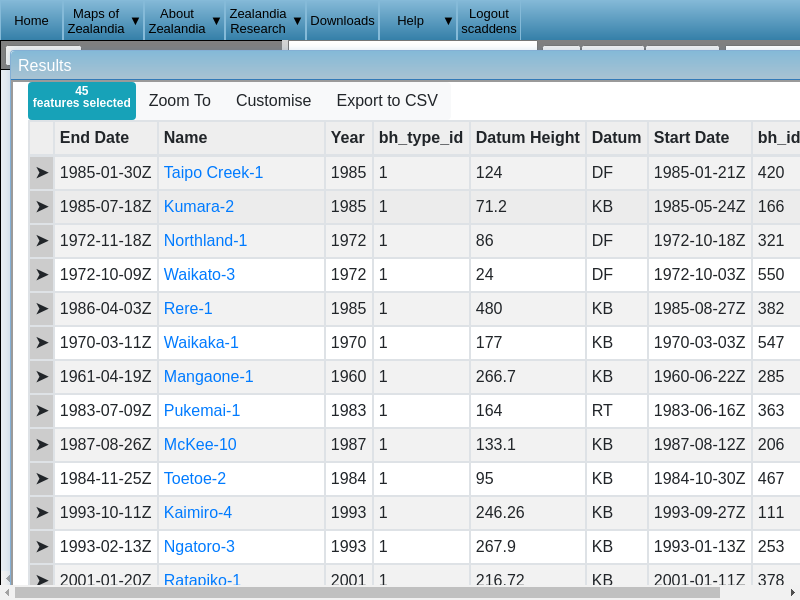 Home
Maps of Zealandia ▼
About Zealandia ▼
Zealandia Research ▼
Downloads
Help ▼
Logout scaddens
Results
45
features selected
Zoom To Customise Export to CSV
End Date Name Year bh_type_id Datum Height Datum Start Date bh_id
➤ 1985-01-30Z Taipo Creek-1 1985 1 124 DF 1985-01-21Z 420
➤ 1985-07-18Z Kumara-2 1985 1 71.2 KB 1985-05-24Z 166
➤ 1972-11-18Z Northland-1 1972 1 86 DF 1972-10-18Z 321
➤ 1972-10-09Z Waikato-3 1972 1 24 DF 1972-10-03Z 550
➤ 1986-04-03Z Rere-1 1985 1 480 KB 1985-08-27Z 382
➤ 1970-03-11Z Waikaka-1 1970 1 177 KB 1970-03-03Z 547
➤ 1961-04-19Z Mangaone-1 1960 1 266.7 KB 1960-06-22Z 285
➤ 1983-07-09Z Pukemai-1 1983 1 164 RT 1983-06-16Z 363
➤ 1987-08-26Z McKee-10 1987 1 133.1 KB 1987-08-12Z 206
➤ 1984-11-25Z Toetoe-2 1984 1 95 KB 1984-10-30Z 467
➤ 1993-10-11Z Kaimiro-4 1993 1 246.26 KB 1993-09-27Z 111
➤ 1993-02-13Z Ngatoro-3 1993 1 267.9 KB 1993-01-13Z 253
➤ 2001-01-20Z Ratapiko-1 2001 1 216.72 KB 2001-01-11Z 378